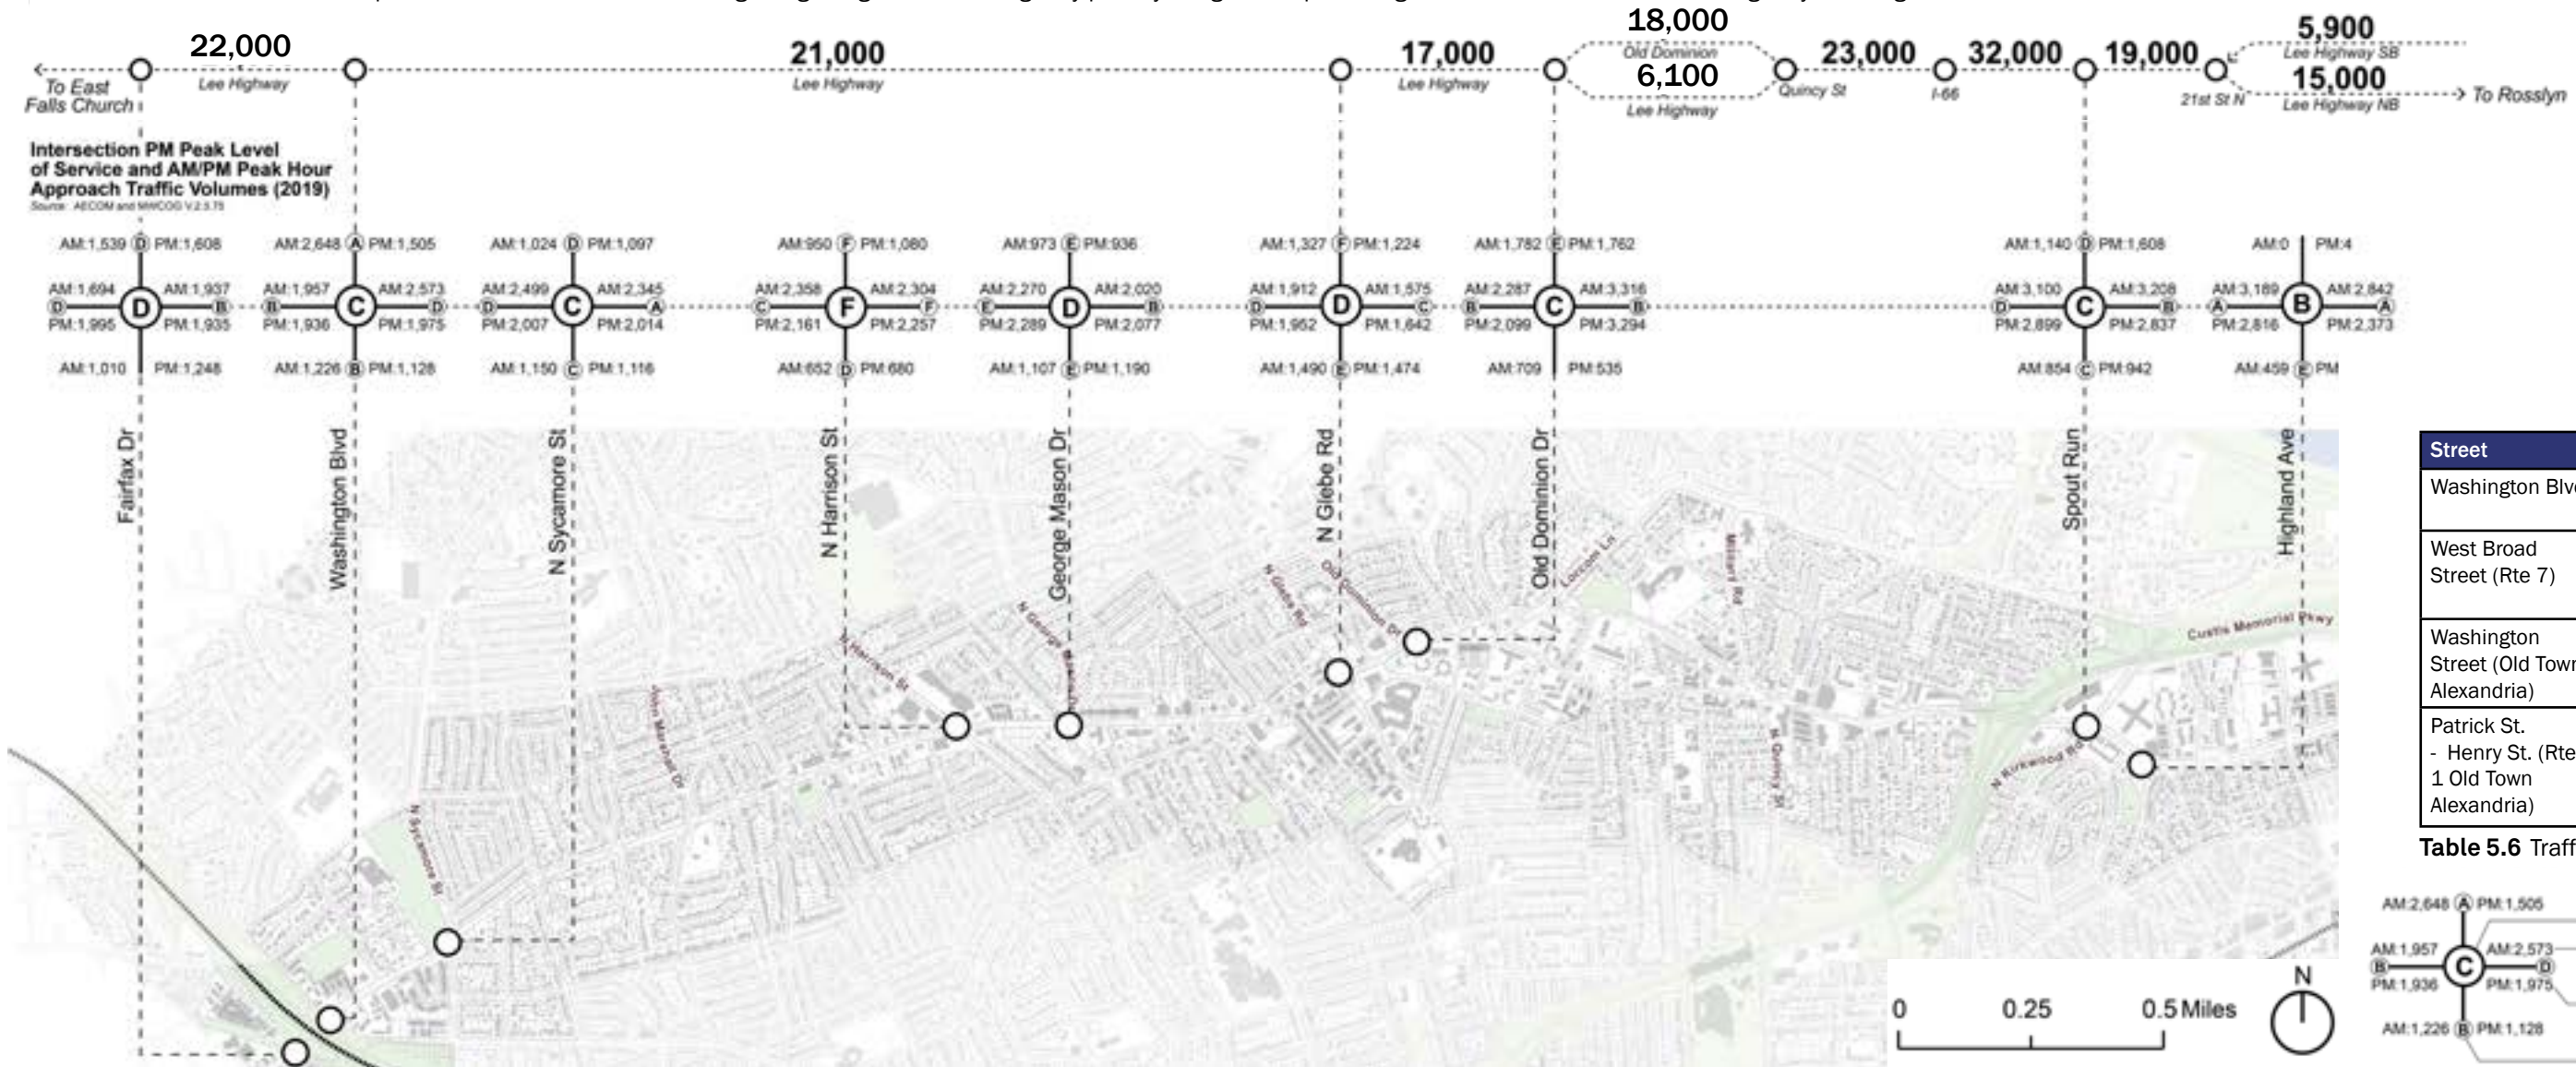 22,000
21,000
17,000
18,000
23,000
32,000
19,000
5,900
Old Dominion
Lee Highway SB
6,100
15,000
To East
Falls Church
Lee Highway
Lee Highway
Lee Highway
Lee Highway
Quincy St
I-66
21st St N
Lee Highway NB
To Rosslyn
Intersection PM Peak Level
of Service and AM/PM Peak Hour
Approach Traffic Volumes (2019)
Source: AECOM and MWCOG V.2.3.75
AM:1,539 D PM:1,608
AM:1,694 AM:1,937
D D B
PM:1,995 PM:1,935
AM:1,010 PM:1,248
AM:2,648 A PM:1,505
AM:1,957 AM:2,573
B C D
PM:1,936 PM:1,975
AM:1,226 B PM:1,128
AM:1,024 D PM:1,097
AM:2,499 AM:2,345
D C A
PM:2,007 PM:2,014
AM:1,150 C PM:1,116
AM:950 F PM:1,080
AM:2,358 AM:2,304
C F F
PM:2,161 PM:2,257
AM:652 D PM:680
AM:973 E PM:936
AM:2,270 AM:2,020
E D B
PM:2,289 PM:2,077
AM:1,107 E PM:1,190
AM:1,327 F PM:1,224
AM:1,912 AM:1,575
D D C
PM:1,952 PM:1,642
AM:1,490 E PM:1,474
AM:1,782 E PM:1,762
AM:2,287 AM:3,316
B C B
PM:2,099 PM:3,294
AM:709 PM:535
AM:1,140 D PM:1,608
AM:3,100 AM:3,208
D C B
PM:2,899 PM:2,837
AM:854 C PM:942
AM:0 PM:4
AM:3,189 AM:2,842
A B A
PM:2,816 PM:2,373
AM:459 E PM
Fairfax Dr
Washington Blvd
N Sycamore St
N Harrison St
George Mason Dr
N Glebe Rd
Old Dominion Dr
Spout Run
Highland Ave
N Sycamore St
John Marshall Dr
N Harrison St
N George Mason Dr
N Glebe Rd
Old Dominion Dr
Lorcom Ln
Military Rd
N Quincy St
N Kirkwood Rd
Custis Memorial Pkwy
0 0.25 0.5 Miles
N
Street
Washington Blv
West Broad
Street (Rte 7)
Washington
Street (Old Town
Alexandria)
Patrick St.
- Henry St. (Rte
1 Old Town
Alexandria)
Table 5.6 Traff
AM:2,648 A PM:1,505
AM:1,957 AM:2,573
B C D
PM:1,936 PM:1,975
AM:1,226 B PM:1,128